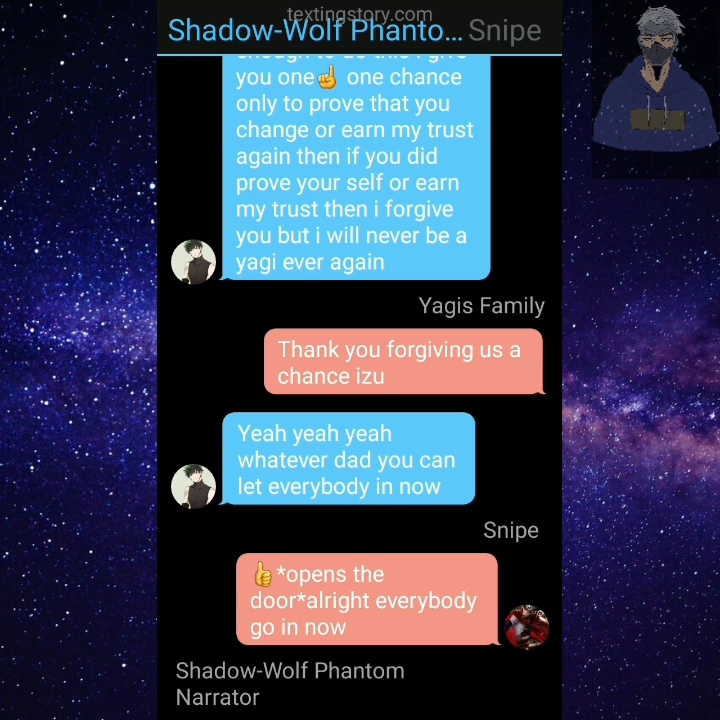 textingstory.com
Shadow-Wolf Phanto... Snipe
enough to do this i give
you one☝ one chance
only to prove that you
change or earn my trust
again then if you did
prove your self or earn
my trust then i forgive
you but i will never be a
yagi ever again
Yagis Family
Thank you forgiving us a
chance izu
Yeah yeah yeah
whatever dad you can
let everybody in now
Snipe
👍*opens the
door*alright everybody
go in now
Shadow-Wolf Phantom
Narrator